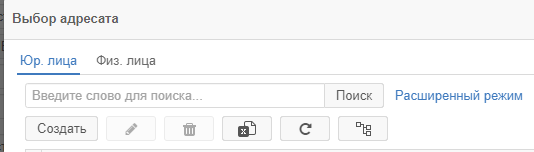 Выбор адресата
Юр. лица Физ. лица
Введите слово для поиска... Поиск Расширенный режим
Создать